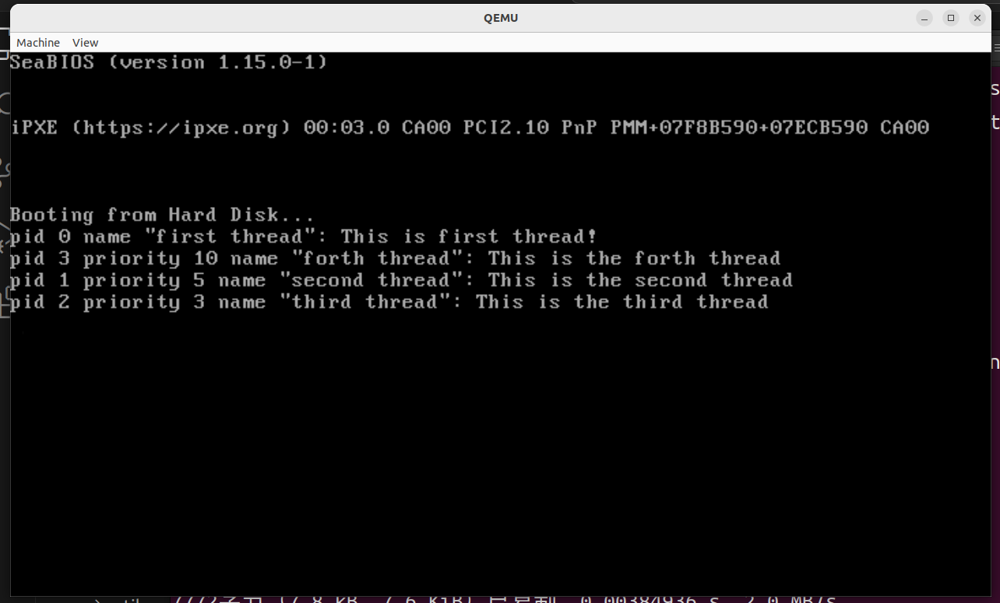 QEMU
Machine View
SeaBIOS (version 1.15.0-1)
iPXE (https://ipxe.org) 00:03.0 CA00 PCI2.10 PnP PMM+07F8B590+07ECB590 CA00
Booting from Hard Disk...
pid 0 name "first thread": This is first thread!
pid 3 priority 10 name "forth thread": This is the forth thread
pid 1 priority 5 name "second thread": This is the second thread
pid 2 priority 3 name "third thread": This is the third thread